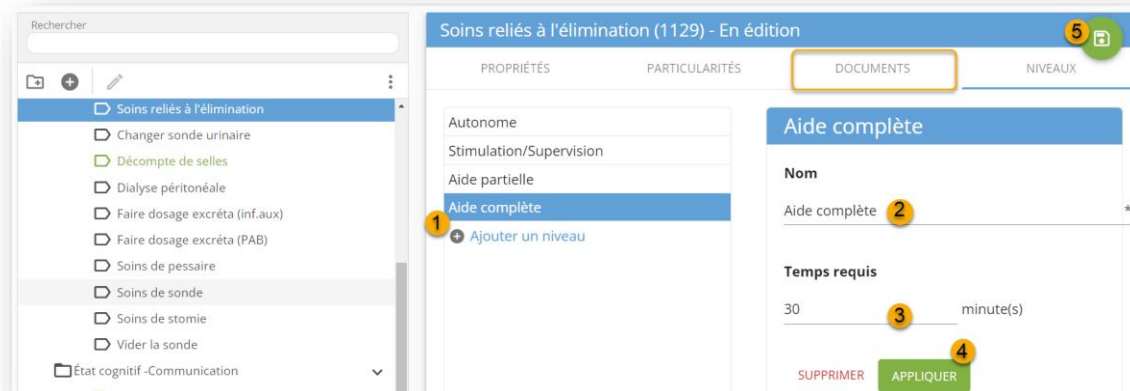 Rechercher
Soins reliés à l'élimination
Changer sonde urinaire
Décompte de selles
Dialyse péritonéale
Faire dosage excréta (inf.aux)
Faire dosage excréta (PAB)
Soins de pessaire
Soins de sonde
Soins de stomie
Vider la sonde
État cognitif -Communication
Soins reliés à l'élimination (1129) - En édition
5
PROPRIÉTÉS PARTICULARITÉS DOCUMENTS NIVEAUX
Autonome
Stimulation/Supervision
Aide partielle
Aide complète
1
Ajouter un niveau
Aide complète
Nom
Aide complète 2 *
Temps requis
30 3 minute(s)
4
SUPPRIMER APPLIQUER